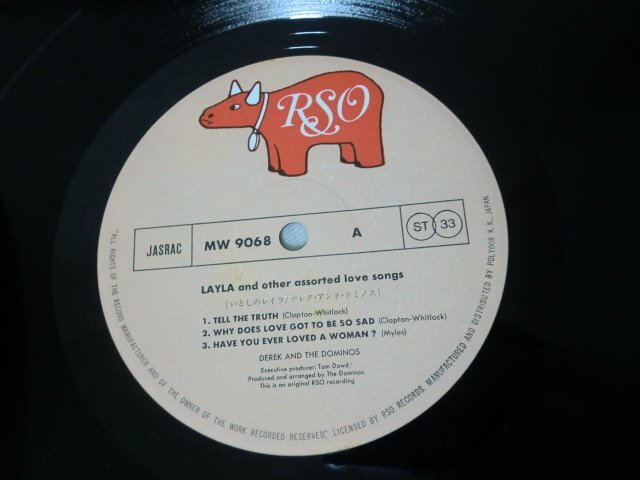 RSO
JASRAC
MW 9068
A
ST 33
LAYLA and other assorted love songs
(いとしのレイラ/デレク・アンド・ドミノス)
1. TELL THE TRUTH (Clapton-Whitlock)
2. WHY DOES LOVE GOT TO BE SO SAD (Clapton-Whitlock)
3. HAVE YOU EVER LOVED A WOMAN ? (Myles)
DEREK AND THE DOMINOS
Executive producer: Tom Dowd/
Produced and arranged by The Dominos.
This is an original RSO recording.
"ALL RIGHTS OF THE RECORD MANUFACTURER AND OF THE OWNER OF THE WORK RECORDED RESERVED", LICENSED BY RSO RECORDS. MANUFACTURED AND DISTRIBUTED BY POLYDOR K. K., JAPAN.